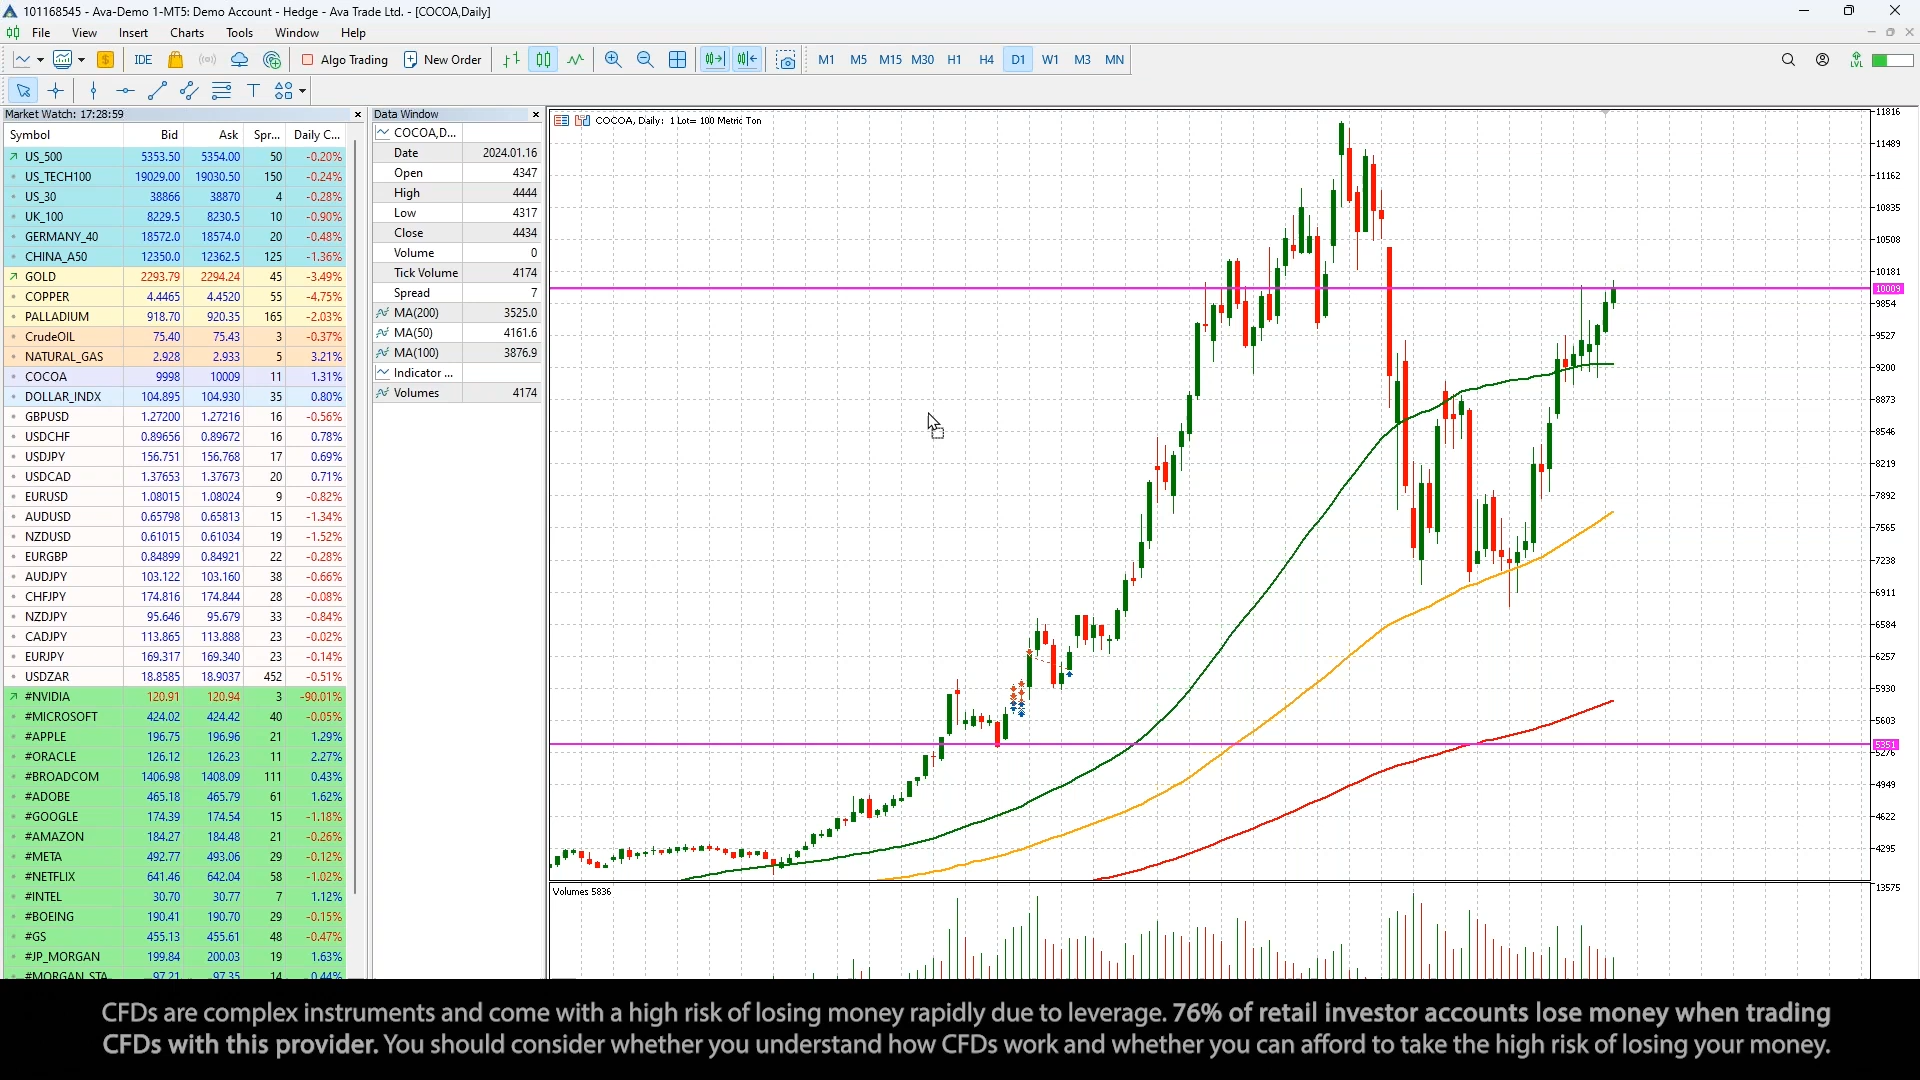 101168545 - Ava-Demo 1-MT5: Demo Account - Hedge - Ava Trade Ltd. - [COCOA,Daily]
File View Insert Charts Tools Window Help
IDE Algo Trading New Order M1 M5 M15 M30 H1 H4 D1 W1 M3 MN LVL
Market Watch: 17:28:59
Symbol Bid Ask Spr... Daily C...
US_500 5353.50 5354.00 50 -0.20%
US_TECH100 19029.00 19030.50 150 -0.24%
US_30 38866 38870 4 -0.28%
UK_100 8229.5 8230.5 10 -0.90%
GERMANY_40 18572.0 18574.0 20 -0.48%
CHINA_A50 12350.0 12362.5 125 -1.36%
GOLD 2293.79 2294.24 45 -3.49%
COPPER 4.4465 4.4520 55 -4.75%
PALLADIUM 918.70 920.35 165 -2.03%
CrudeOIL 75.40 75.43 3 -0.37%
NATURAL_GAS 2.928 2.933 5 3.21%
COCOA 9998 10009 11 1.31%
DOLLAR_INDX 104.895 104.930 35 0.80%
GBPUSD 1.27200 1.27216 16 -0.56%
USDCHF 0.89656 0.89672 16 0.78%
USDJPY 156.751 156.768 17 0.69%
USDCAD 1.37653 1.37673 20 0.71%
EURUSD 1.08015 1.08024 9 -0.82%
AUDUSD 0.65798 0.65813 15 -1.34%
NZDUSD 0.61015 0.61034 19 -1.52%
EURGBP 0.84899 0.84921 22 -0.28%
AUDJPY 103.122 103.160 38 -0.66%
CHFJPY 174.816 174.844 28 -0.08%
NZDJPY 95.646 95.679 33 -0.84%
CADJPY 113.865 113.888 23 -0.02%
EURJPY 169.317 169.340 23 -0.14%
USDZAR 18.8585 18.9037 452 -0.51%
#NVIDIA 120.91 120.94 3 -90.01%
#MICROSOFT 424.02 424.42 40 -0.05%
#APPLE 196.75 196.96 21 1.29%
#ORACLE 126.12 126.23 11 2.27%
#BROADCOM 1406.98 1408.09 111 0.43%
#ADOBE 465.18 465.79 61 1.62%
#GOOGLE 174.39 174.54 15 -1.18%
#AMAZON 184.27 184.48 21 -0.26%
#META 492.77 493.06 29 -0.12%
#NETFLIX 641.46 642.04 58 -1.02%
#INTEL 30.70 30.77 7 1.12%
#BOEING 190.41 190.70 29 -0.15%
#GS 455.13 455.61 48 -0.47%
#JP_MORGAN 199.84 200.03 19 1.63%
#MORGAN_STA... 97.21 97.35 14 0.44%
Data Window
COCOA,D...
Date 2024.01.16
Open 4347
High 4444
Low 4317
Close 4434
Volume 0
Tick Volume 4174
Spread 7
MA(200) 3525.0
MA(50) 4161.6
MA(100) 3876.9
Indicator ...
Volumes 4174
COCOA, Daily: 1 Lot= 100 Metric Ton
11816
11489
11162
10835
10508
10181
10009
9854
9527
9200
8873
8546
8219
7892
7565
7238
6911
6584
6257
5930
5603
5351
5276
4949
4622
4295
Volumes 5836
13575
CFDs are complex instruments and come with a high risk of losing money rapidly due to leverage. 76% of retail investor accounts lose money when trading
CFDs with this provider. You should consider whether you understand how CFDs work and whether you can afford to take the high risk of losing your money.